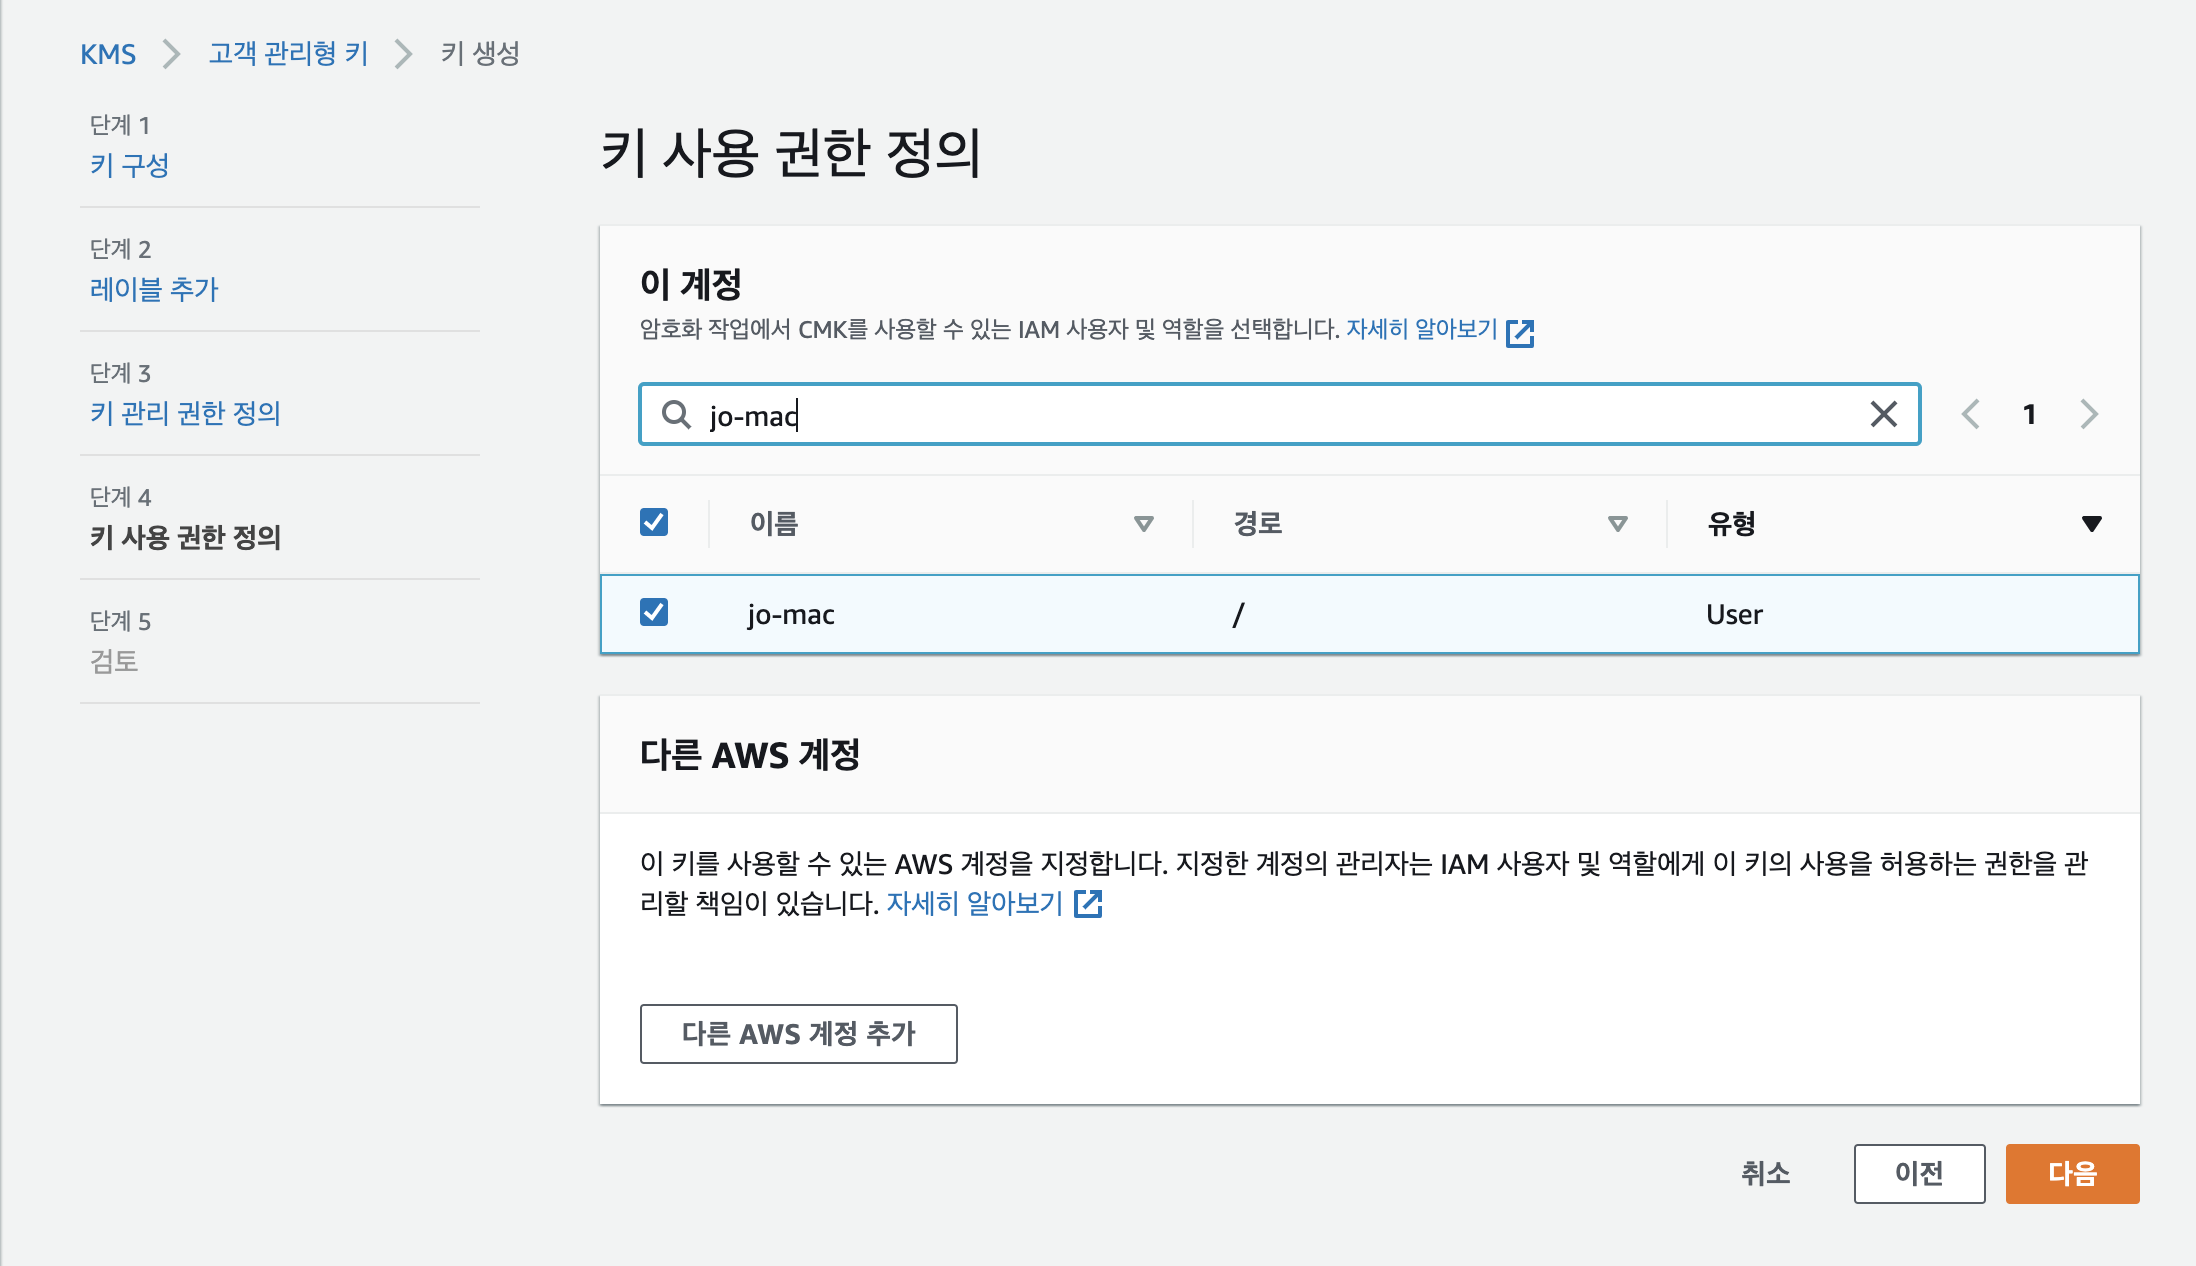 KMS 고객 관리형 키 키 생성
단계 1
키 구성
단계 2
레이블 추가
단계 3
키 관리 권한 정의
단계 4
키 사용 권한 정의
단계 5
검토
키 사용 권한 정의
이 계정
암호화 작업에서 CMK를 사용할 수 있는 IAM 사용자 및 역할을 선택합니다. 자세히 알아보기
jo-mac 1
이름 경로 유형
jo-mac / User
다른 AWS 계정
이 키를 사용할 수 있는 AWS 계정을 지정합니다. 지정한 계정의 관리자는 IAM 사용자 및 역할에게 이 키의 사용을 허용하는 권한을 관
리할 책임이 있습니다. 자세히 알아보기
다른 AWS 계정 추가
취소 이전 다음